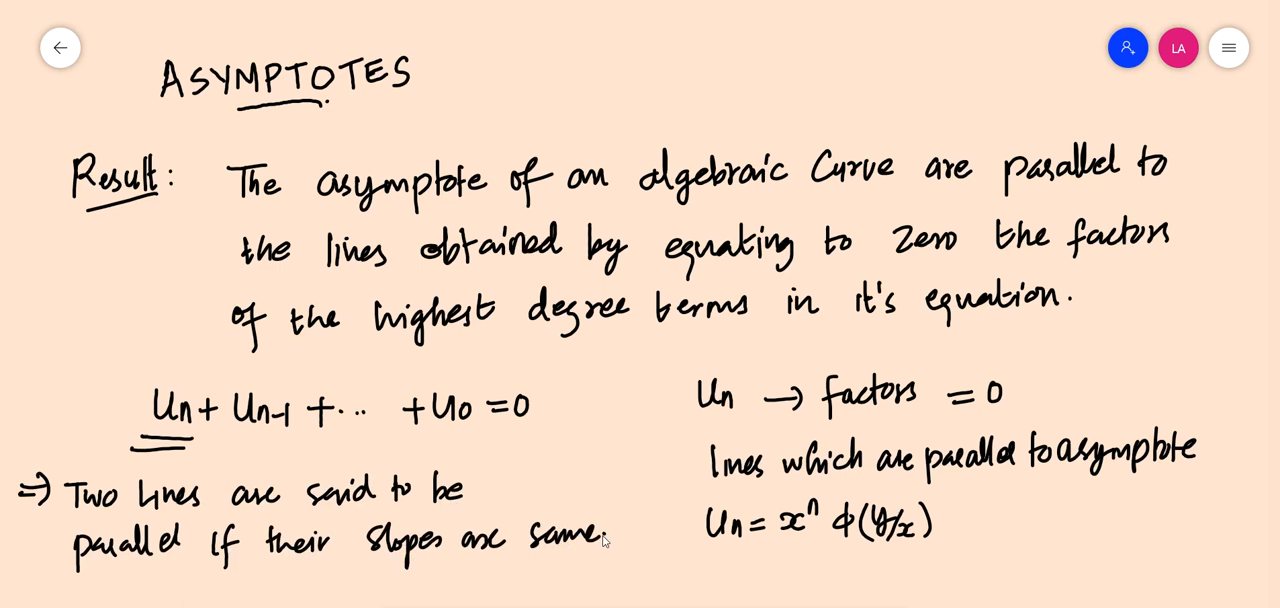 LA
ASYMPTOTES
Result: The asymptote of an algebraic Curve are parallel to
the lines obtained by equating to zero the factors
of the highest degree terms in it's equation.
Un + Un-1 + ... + U0 = 0
Un → factors = 0
lines which are parallel to asymptote
Un = xⁿ ϕ(y/x)
⇒ Two lines are said to be
parallel if their slopes are same.